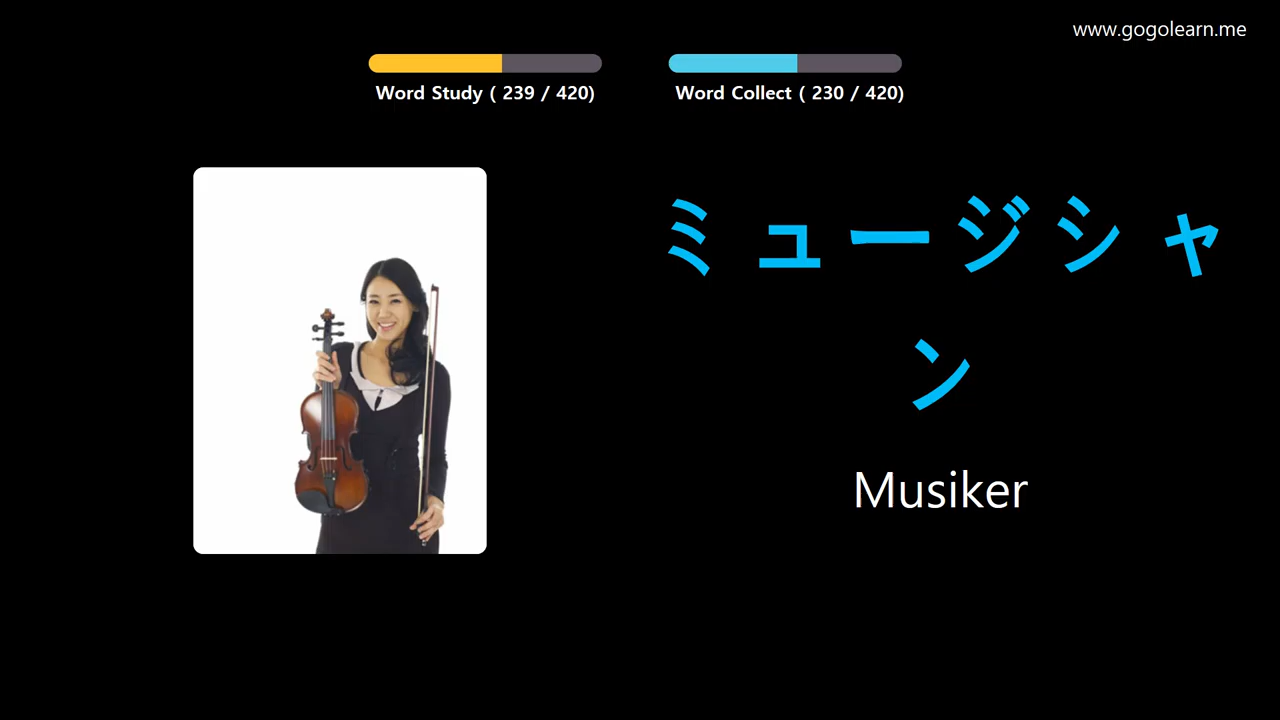 www.gogolearn.me
Word Study ( 239 / 420)
Word Collect ( 230 / 420)
ミュージシャ
ン
Musiker